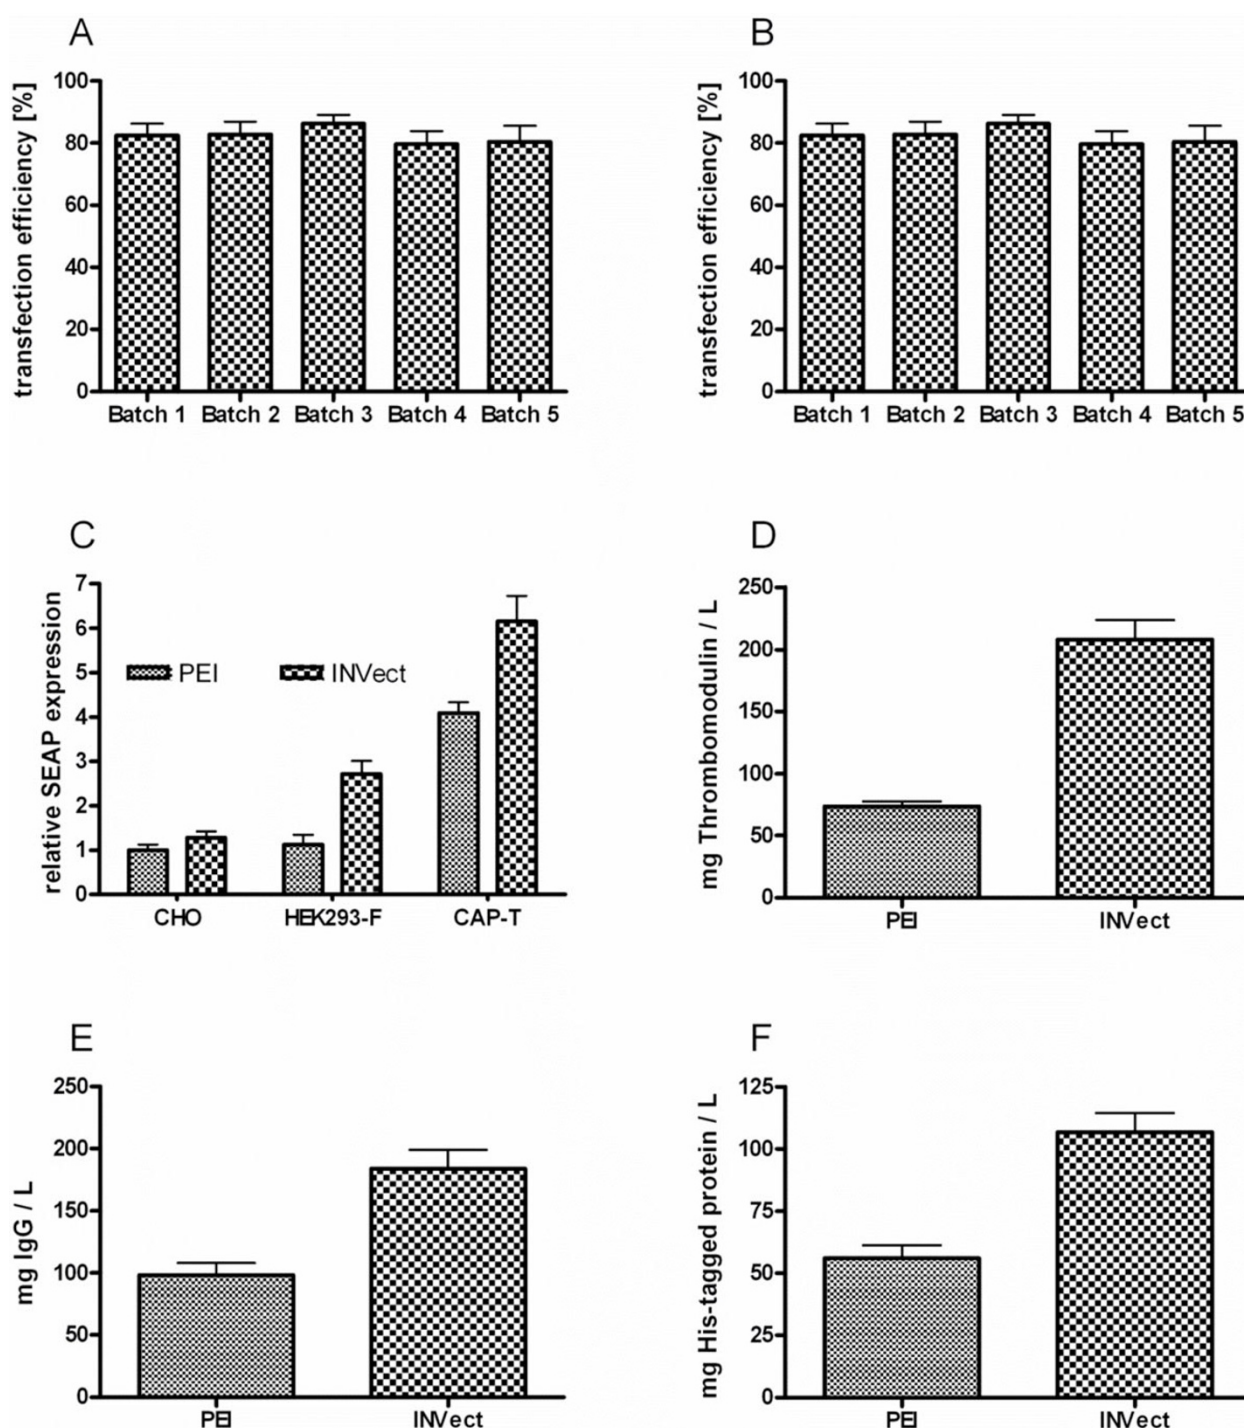 A
transfection efficiency [%]
100
80
60
40
20
0
Batch 1 Batch 2 Batch 3 Batch 4 Batch 5
B
transfection efficiency [%]
100
80
60
40
20
0
Batch 1 Batch 2 Batch 3 Batch 4 Batch 5
C
relative SEAP expression
7
6
5
4
3
2
1
0
PEI INVect
CHO HEK293-F CAP-T
D
mg Thrombomodulin / L
250
200
150
100
50
0
PEI INVect
E
mg IgG / L
250
200
150
100
50
0
PEI INVect
F
mg His-tagged protein / L
125
100
75
50
25
0
PEI INVect